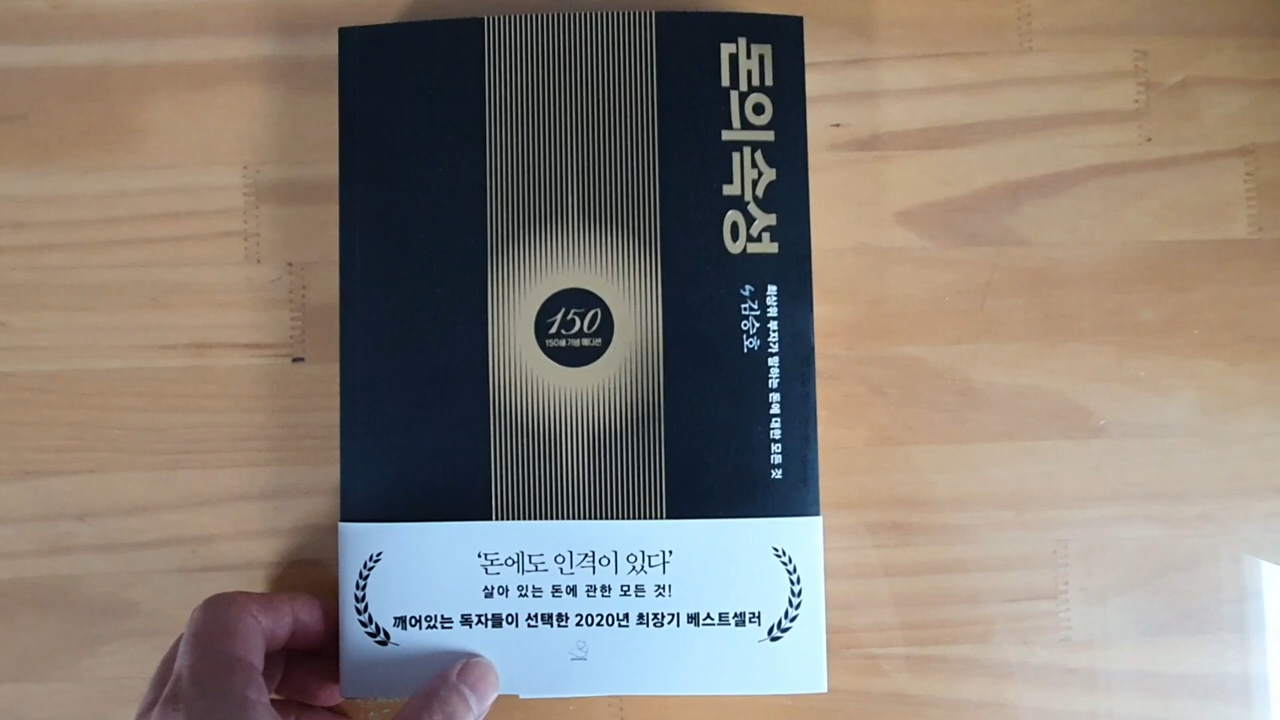 돈의 속성
최상위 부자가 말하는 돈에 대한 모든 것
김승호
150
150쇄 기념 에디션
‘돈에도 인격이 있다’
살아 있는 돈에 관한 모든 것!
깨어있는 독자들이 선택한 2020년 최장기 베스트셀러